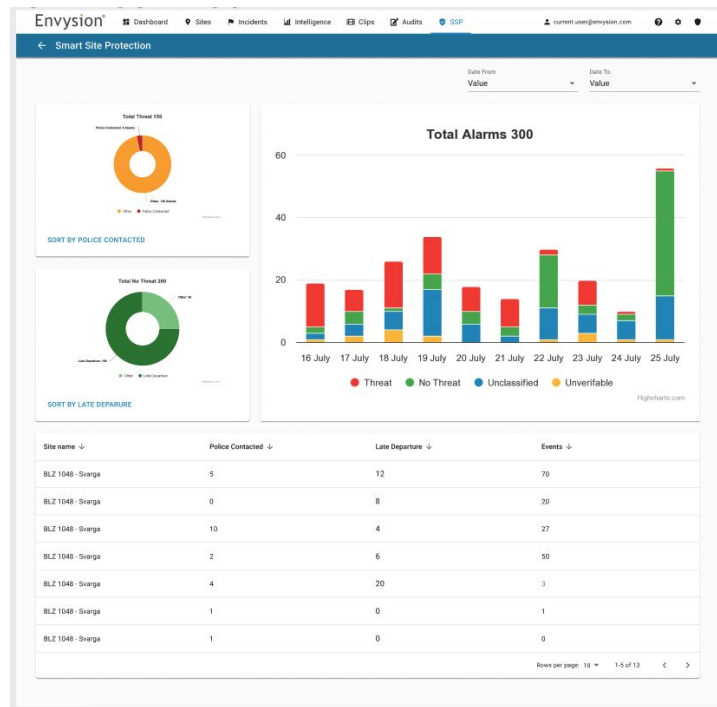 Envysion® Dashboard Sites Incidents Intelligence Clips Audits SSP current.user@envysion.com
Smart Site Protection
Date From
Value
Date To
Value
Total Threat 150
Other Police Contacted
SORT BY POLICE CONTACTED
Total No Threat 200
Other 50
Late Departure 150
Other Late Departure
SORT BY LATE DEPARURE
Total Alarms 300
60
40
20
0
16 July 17 July 18 July 19 July 20 July 21 July 22 July 23 July 24 July 25 July
Threat No Threat Unclassified Unverifable
Highcharts.com
Site name Police Contacted Late Departure Events
BLZ 1048 - Svarga 5 12 70
BLZ 1048 - Svarga 0 8 20
BLZ 1048 - Svarga 10 4 27
BLZ 1048 - Svarga 2 6 50
BLZ 1048 - Svarga 4 20 3
BLZ 1048 - Svarga 1 0 1
BLZ 1048 - Svarga 1 0 0
Rows per page: 10 1-5 of 13